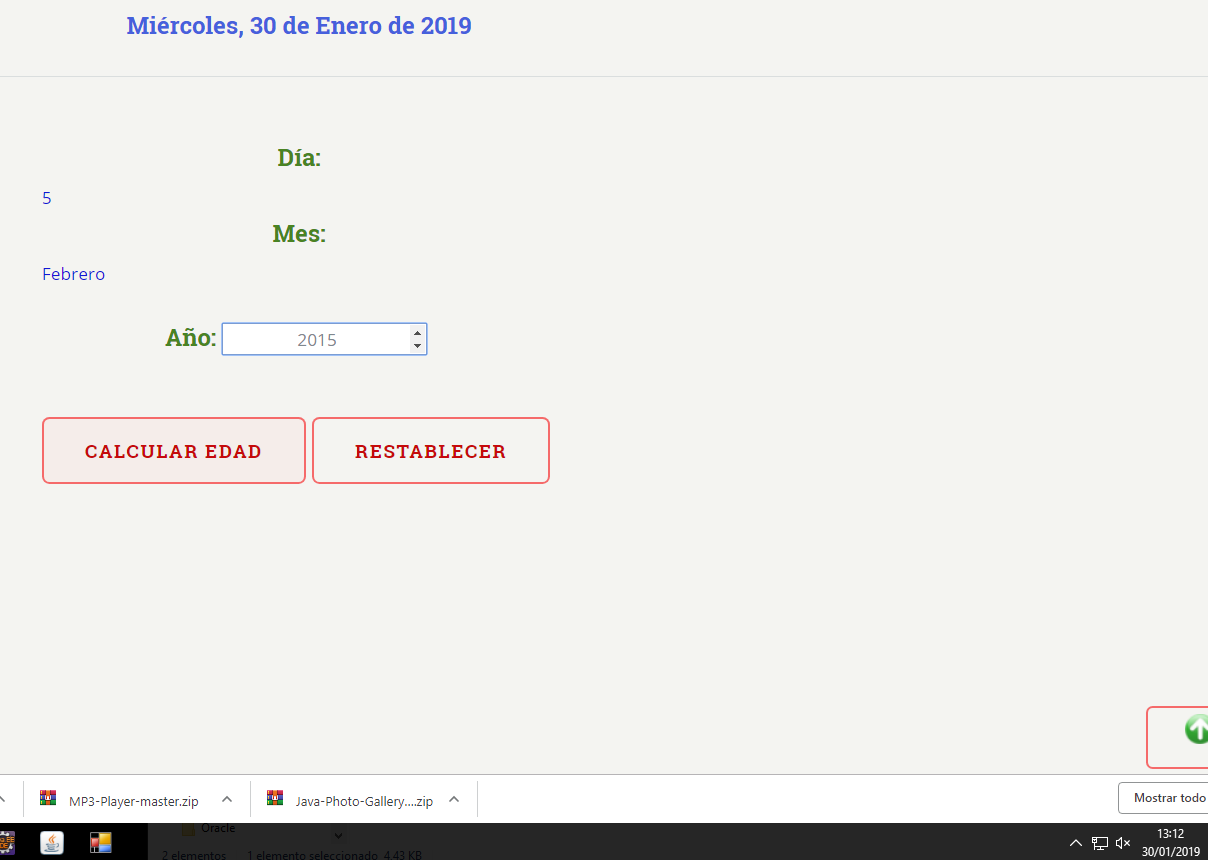 Miércoles, 30 de Enero de 2019
Día:
5
Mes:
Febrero
Año: 2015
CALCULAR EDAD RESTABLECER
MP3-Player-master.zip Java-Photo-Gallery....zip Mostrar todo
Oracle
2 elementos 1 elemento seleccionado 4,43 KB
13:12
30/01/2019